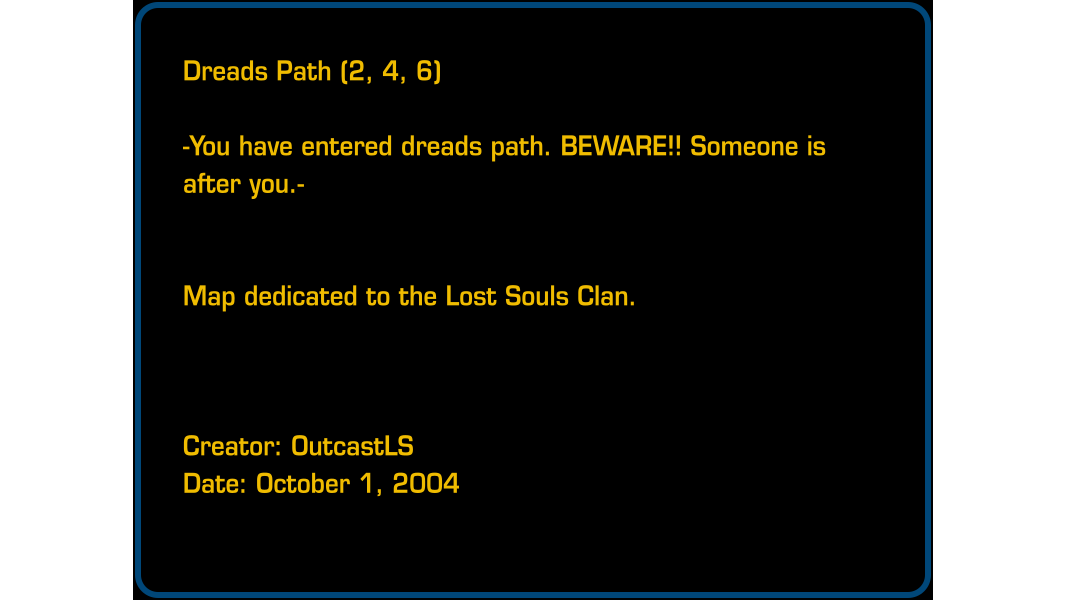 Dreads Path (2, 4, 6)
-You have entered dreads path. BEWARE!! Someone is
after you.-
Map dedicated to the Lost Souls Clan.
Creator: OutcastLS
Date: October 1, 2004